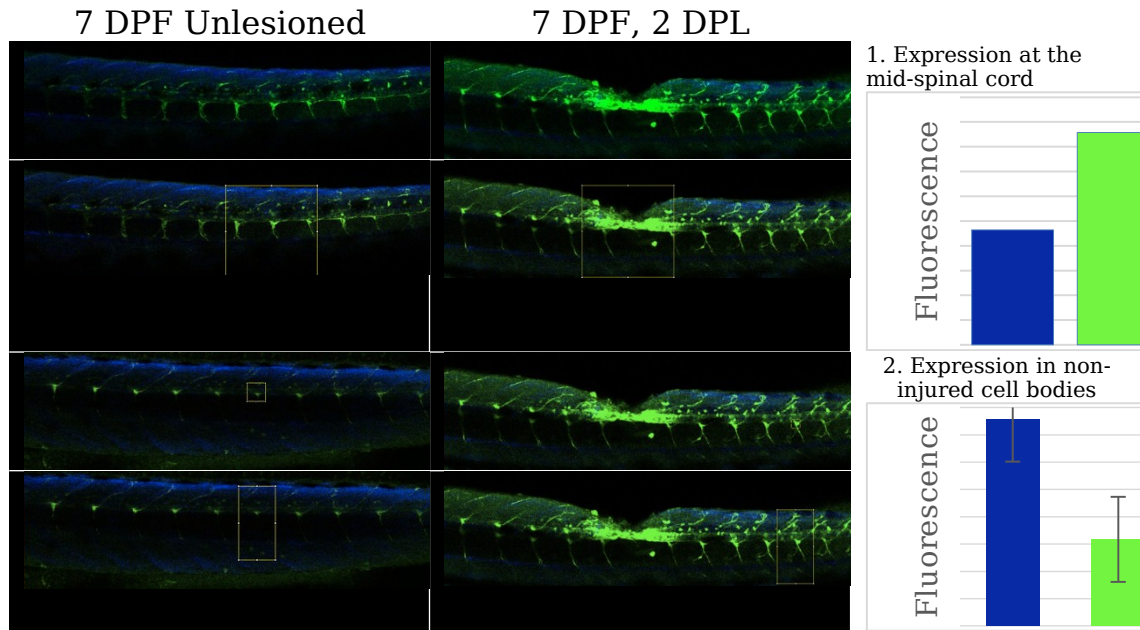 7 DPF Unlesioned
7 DPF, 2 DPL
1. Expression at the
mid-spinal cord
Fluorescence
2. Expression in non-
injured cell bodies
Fluorescence